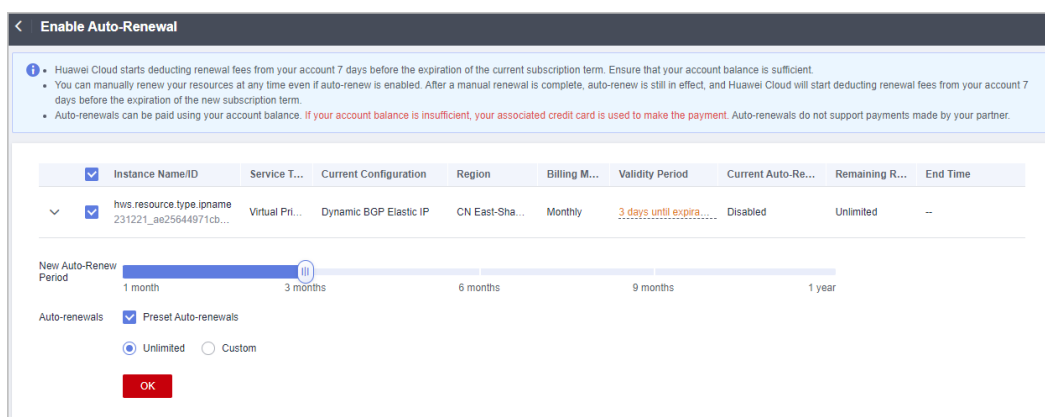 Enable Auto-Renewal
Huawei Cloud starts deducting renewal fees from your account 7 days before the expiration of the current subscription term. Ensure that your account balance is sufficient.
You can manually renew your resources at any time even if auto-renew is enabled. After a manual renewal is complete, auto-renew is still in effect, and Huawei Cloud will start deducting renewal fees from your account 7
days before the expiration of the new subscription term.
Auto-renewals can be paid using your account balance. If your account balance is insufficient, your associated credit card is used to make the payment. Auto-renewals do not support payments made by your partner.
Instance Name/ID Service T... Current Configuration Region Billing M... Validity Period Current Auto-Re... Remaining R... End Time
hws.resource.type.ipname
231221_ae25644971cb... Virtual Pri... Dynamic BGP Elastic IP CN East-Sha... Monthly 3 days until expira... Disabled Unlimited --
New Auto-Renew
Period
1 month 3 months 6 months 9 months 1 year
Auto-renewals Preset Auto-renewals
Unlimited Custom
OK